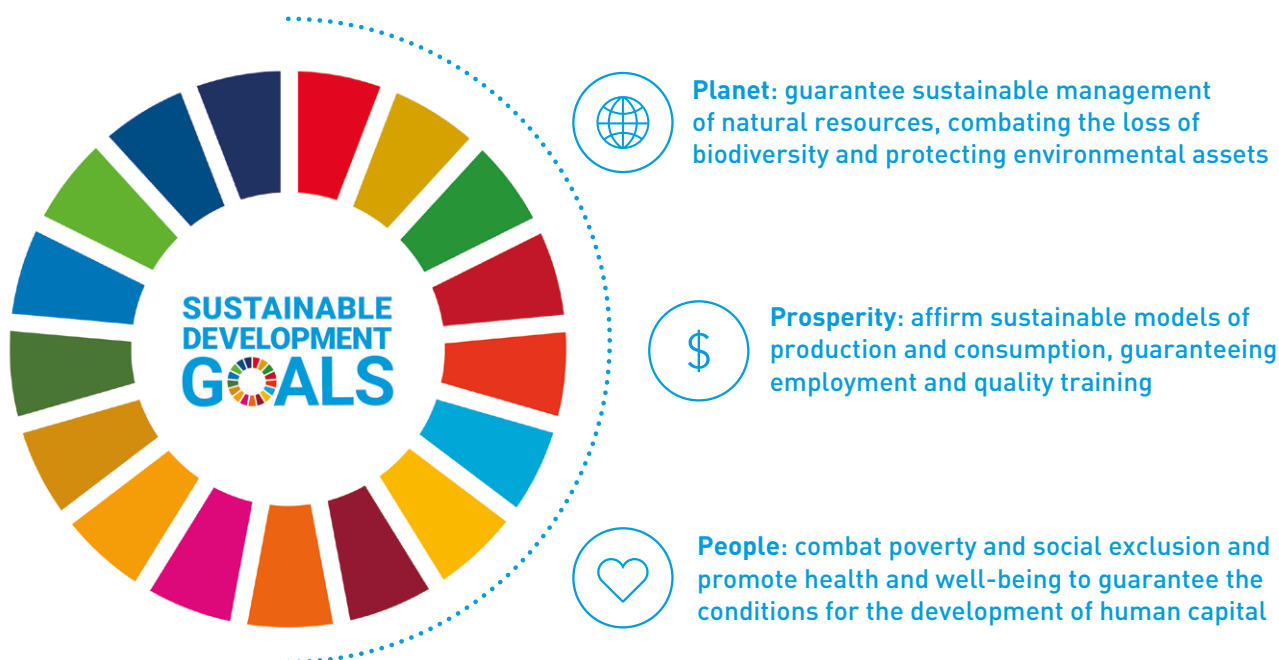 SUSTAINABLE
DEVELOPMENT
GOALS
Planet: guarantee sustainable management
of natural resources, combating the loss of
biodiversity and protecting environmental assets
$
Prosperity: affirm sustainable models of
production and consumption, guaranteeing
employment and quality training
People: combat poverty and social exclusion and
promote health and well-being to guarantee the
conditions for the development of human capital